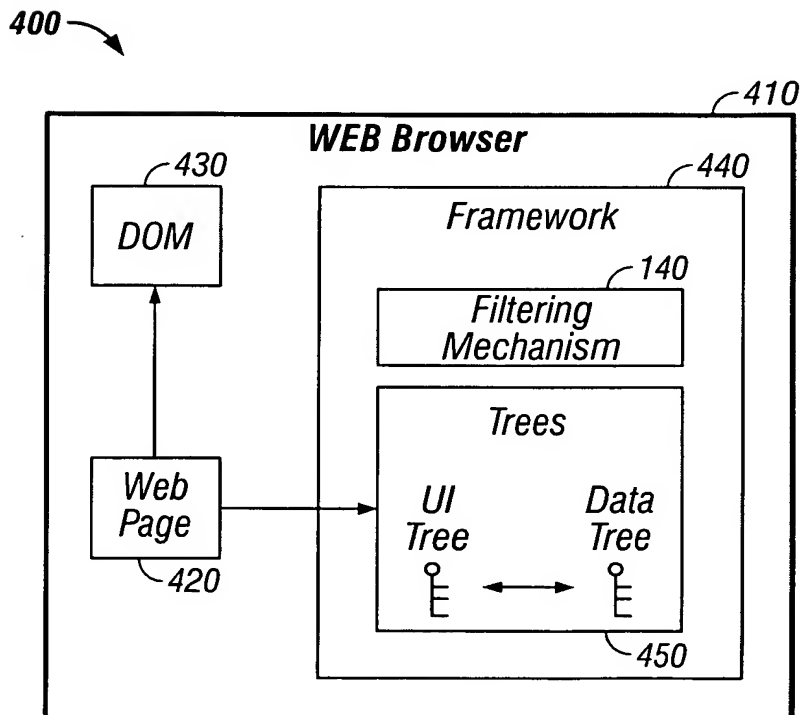 400
410
WEB Browser
430
DOM
440
Framework
140
Filtering
Mechanism
Trees
Web
Page
420
UI
Tree
Data
Tree
450